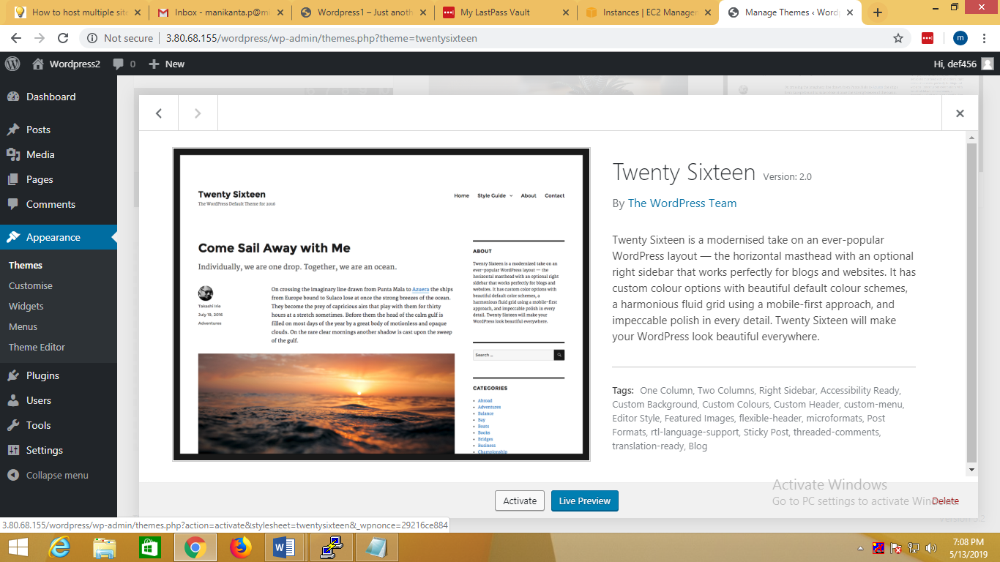 How to host multiple site
Inbox - manikanta.p@mi
Wordpress1 – Just anoth
My LastPass Vault
Instances | EC2 Manager
Manage Themes ‹ Word
Not secure | 3.80.68.155/wordpress/wp-admin/themes.php?theme=twentysixteen
m
Wordpress2
0
New
Hi, def456
Dashboard
Posts
Media
Pages
Comments
Appearance
Themes
Customise
Widgets
Menus
Theme Editor
Plugins
Users
Tools
Settings
Collapse menu
Twenty Sixteen
The WordPress Default Theme for 2016
Home Style Guide About Contact
Come Sail Away with Me
Individually, we are one drop. Together, we are an ocean.
Takashi Irie
July 19, 2016
Adventures
On crossing the imaginary line drawn from Punta Mala to Azuera the ships
from Europe bound to Sulaco lose at once the strong breezes of the ocean.
They become the prey of capricious airs that play with them for thirty
hours at a stretch sometimes. Before them the head of the calm gulf is
filled on most days of the year by a great body of motionless and opaque
clouds. On the rare clear mornings another shadow is cast upon the sweep
of the gulf.
ABOUT
Twenty Sixteen is a modernized take on an
ever-popular WordPress layout — the
horizontal masthead with an optional right
sidebar that works perfectly for blogs and
websites. It has custom color options with
beautiful default color schemes, a
harmonious fluid grid using a mobile-first
approach, and impeccable polish in every
detail. Twenty Sixteen will make your
WordPress look beautiful everywhere.
Search ...
CATEGORIES
Abroad
Adventures
Balance
Bay
Boats
Books
Bridges
Business
Championship
Twenty Sixteen Version: 2.0
By The WordPress Team
Twenty Sixteen is a modernised take on an ever-popular
WordPress layout — the horizontal masthead with an optional
right sidebar that works perfectly for blogs and websites. It has
custom colour options with beautiful default colour schemes,
a harmonious fluid grid using a mobile-first approach, and
impeccable polish in every detail. Twenty Sixteen will make
your WordPress look beautiful everywhere.
Tags: One Column, Two Columns, Right Sidebar, Accessibility Ready,
Custom Background, Custom Colours, Custom Header, custom-menu,
Editor Style, Featured Images, flexible-header, microformats, Post
Formats, rtl-language-support, Sticky Post, threaded-comments,
translation-ready, Blog
Activate
Live Preview
Activate Windows
Go to PC settings to activate Windows.
Delete
Version 5.2
3.80.68.155/wordpress/wp-admin/themes.php?action=activate&stylesheet=twentysixteen&_wpnonce=29216ce884
7:08 PM
5/13/2019